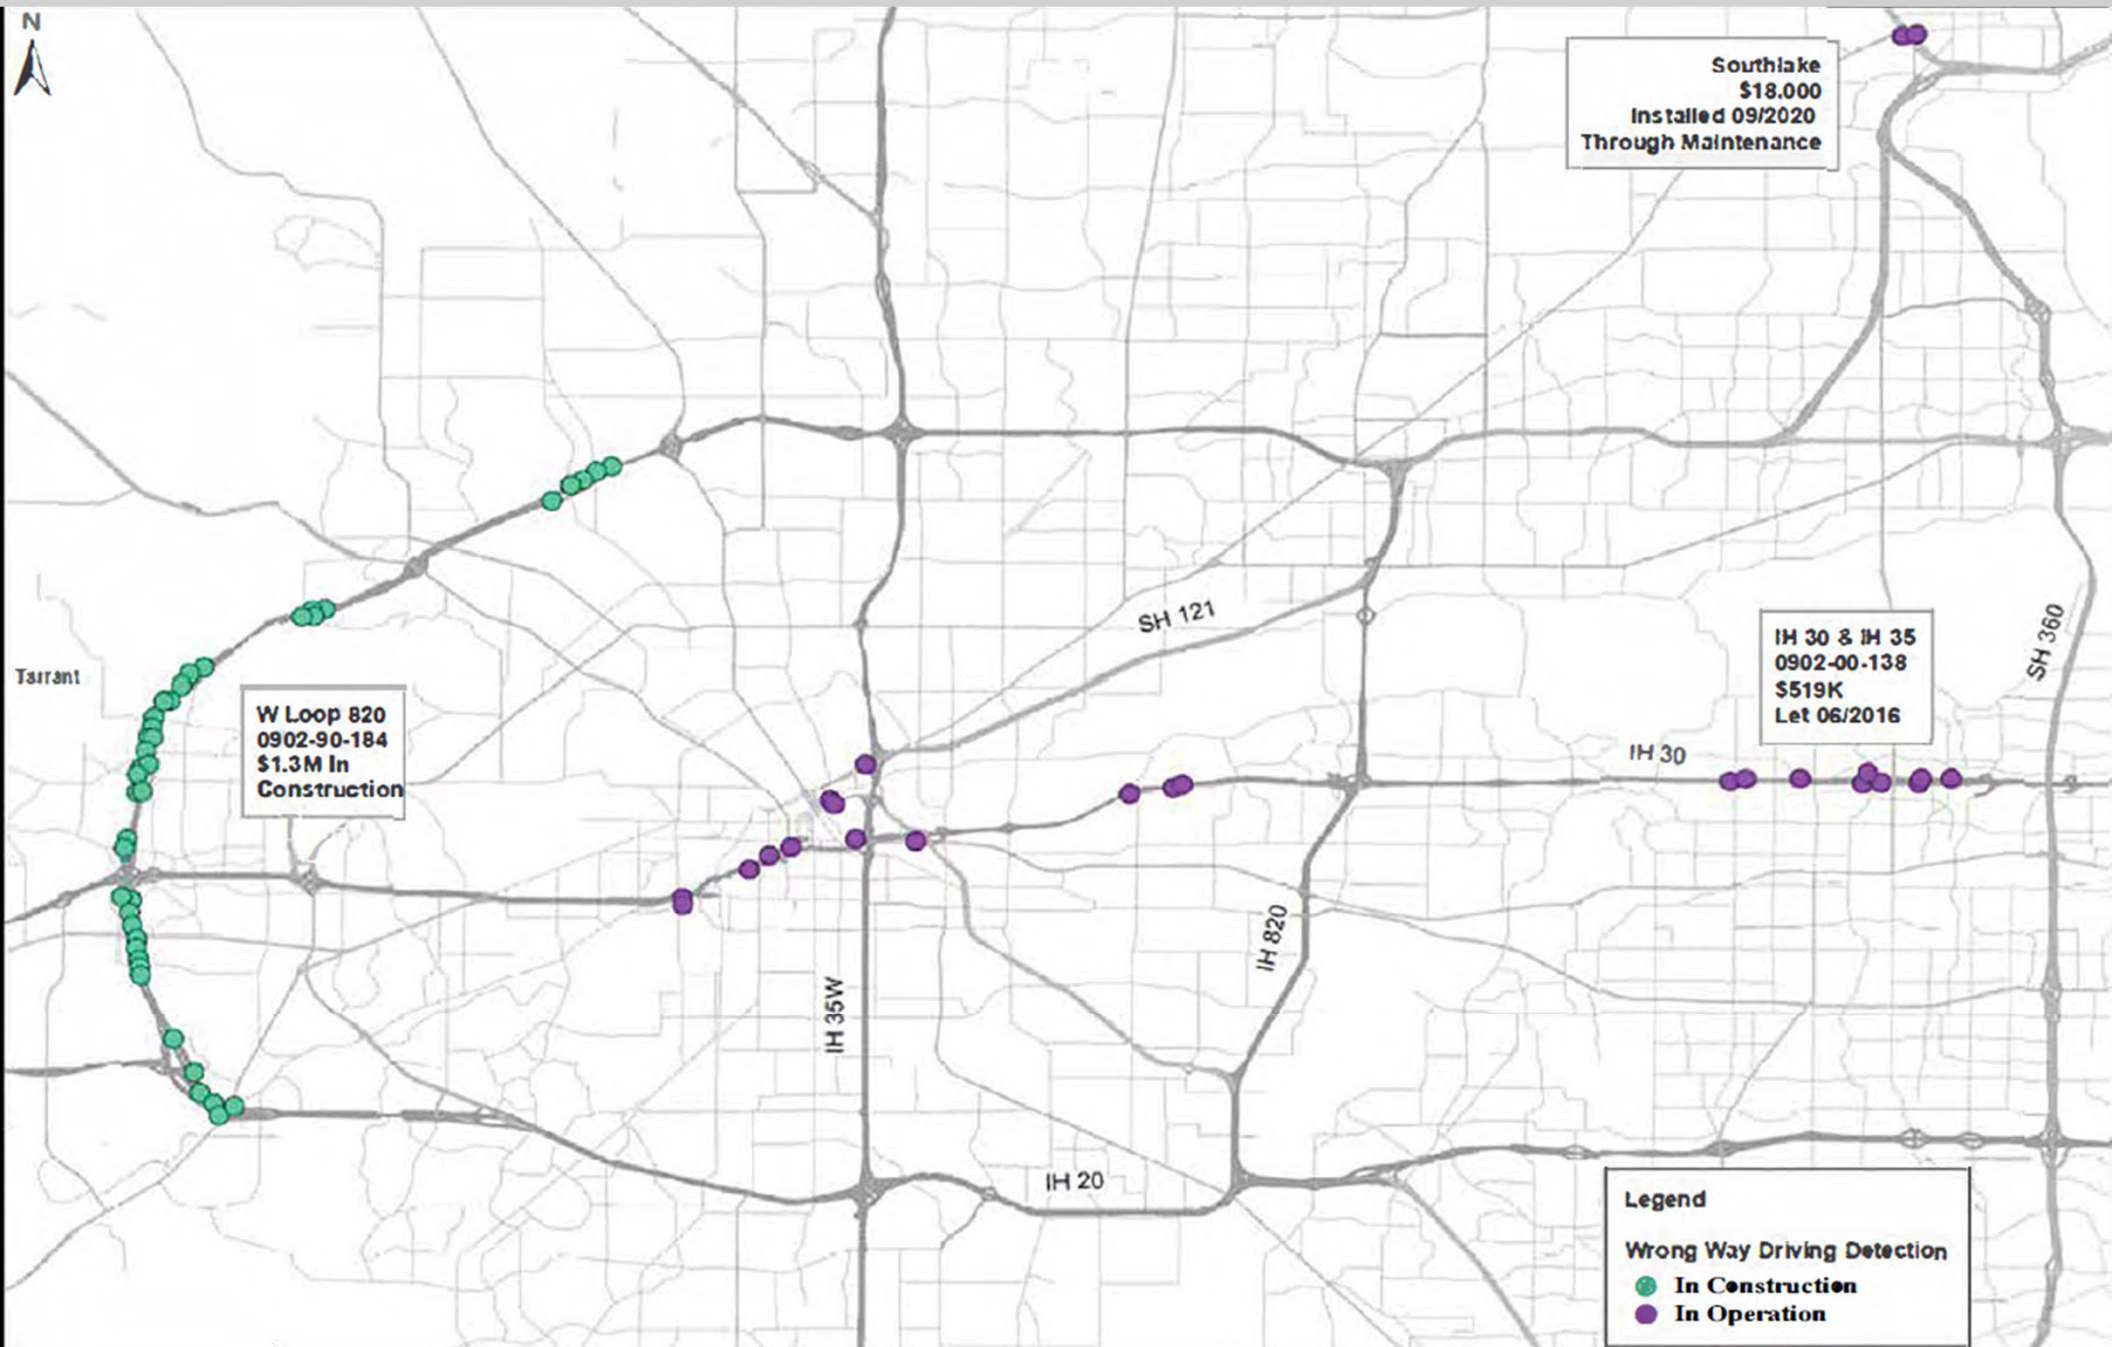 N
Southlake
$18.000
Installed 09/2020
Through Maintenance
SH 121
IH 30 & IH 35
0902-00-138
$519K
Let 06/2016
SH 360
Tarrant
W Loop 820
0902-90-184
$1.3M In
Construction
IH 30
IH 820
IH 35W
IH 20
Legend
Wrong Way Driving Detection
In Construction
In Operation